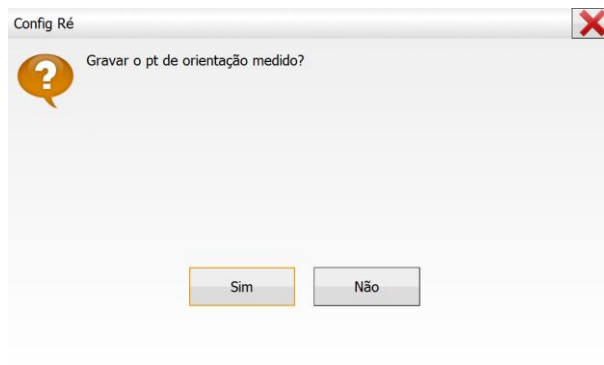 Config Ré
Gravar o pt de orientação medido?
Sim
Não